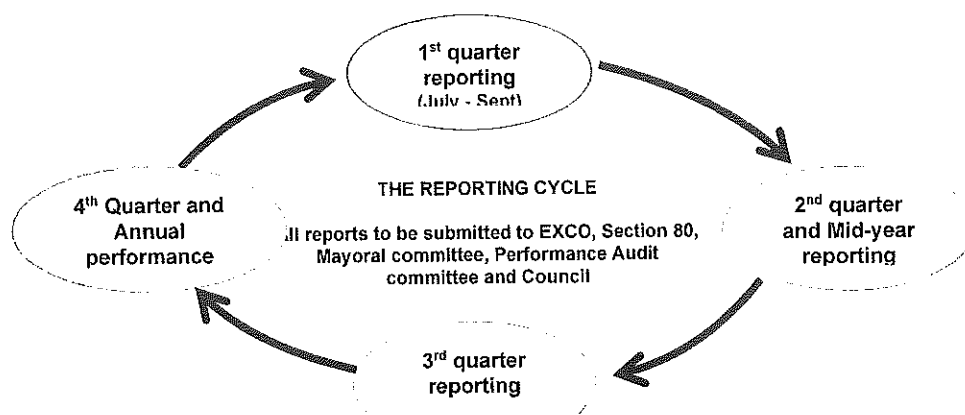 1st quarter
reporting
(July - Sept)
THE REPORTING CYCLE
4th Quarter and
Annual
performance
ll reports to be submitted to EXCO, Section 80,
Mayoral committee, Performance Audit
committee and Council
2nd quarter
and Mid-year
reporting
3rd quarter
reporting